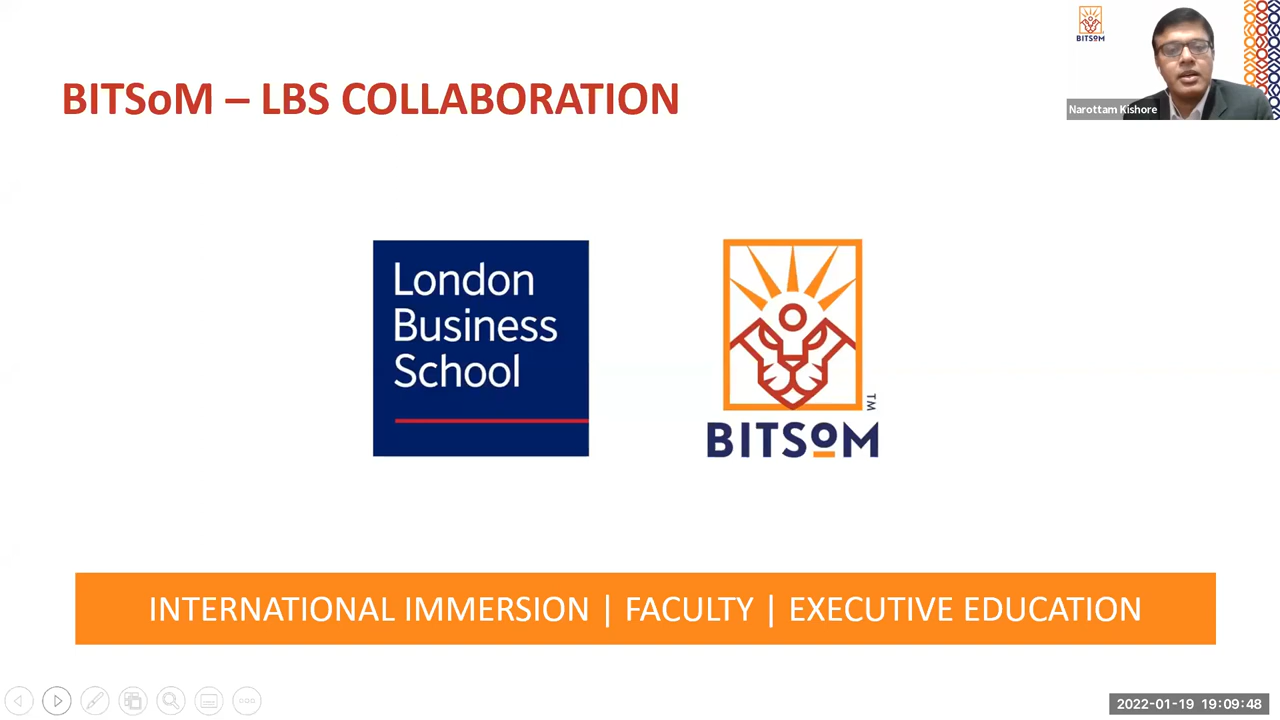 BITSoM
Narottam Kishore
BITSoM – LBS COLLABORATION
London
Business
School
TM
BITSoM
INTERNATIONAL IMMERSION | FACULTY | EXECUTIVE EDUCATION
2022-01-19 19:09:48